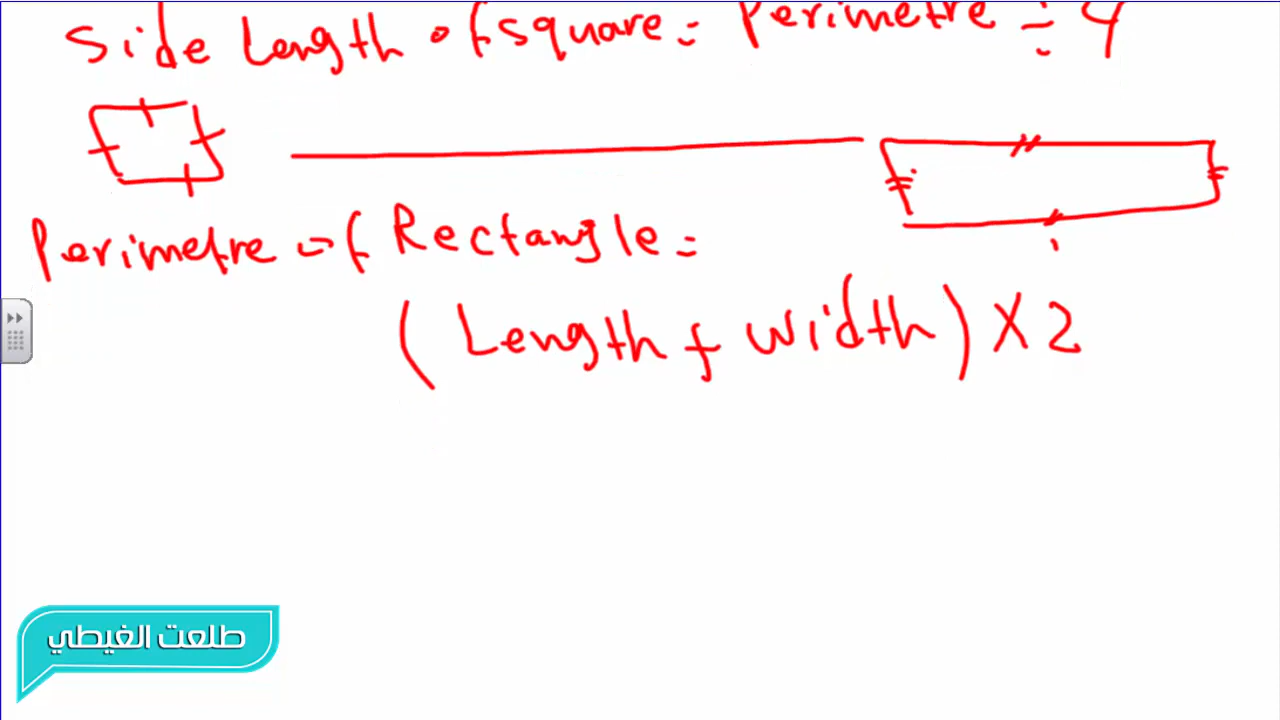 Side Length of square = Perimetre ÷ 4
Perimetre of Rectangle =
(Length + width) X 2
طلعت الغيطي